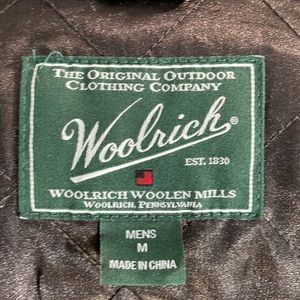 THE ORIGINAL OUTDOOR
CLOTHING COMPANY
Woolrich®
EST. 1830
WOOLRICH WOOLEN MILLS
WOOLRICH, PENNSYLVANIA
MENS
M
MADE IN CHINA